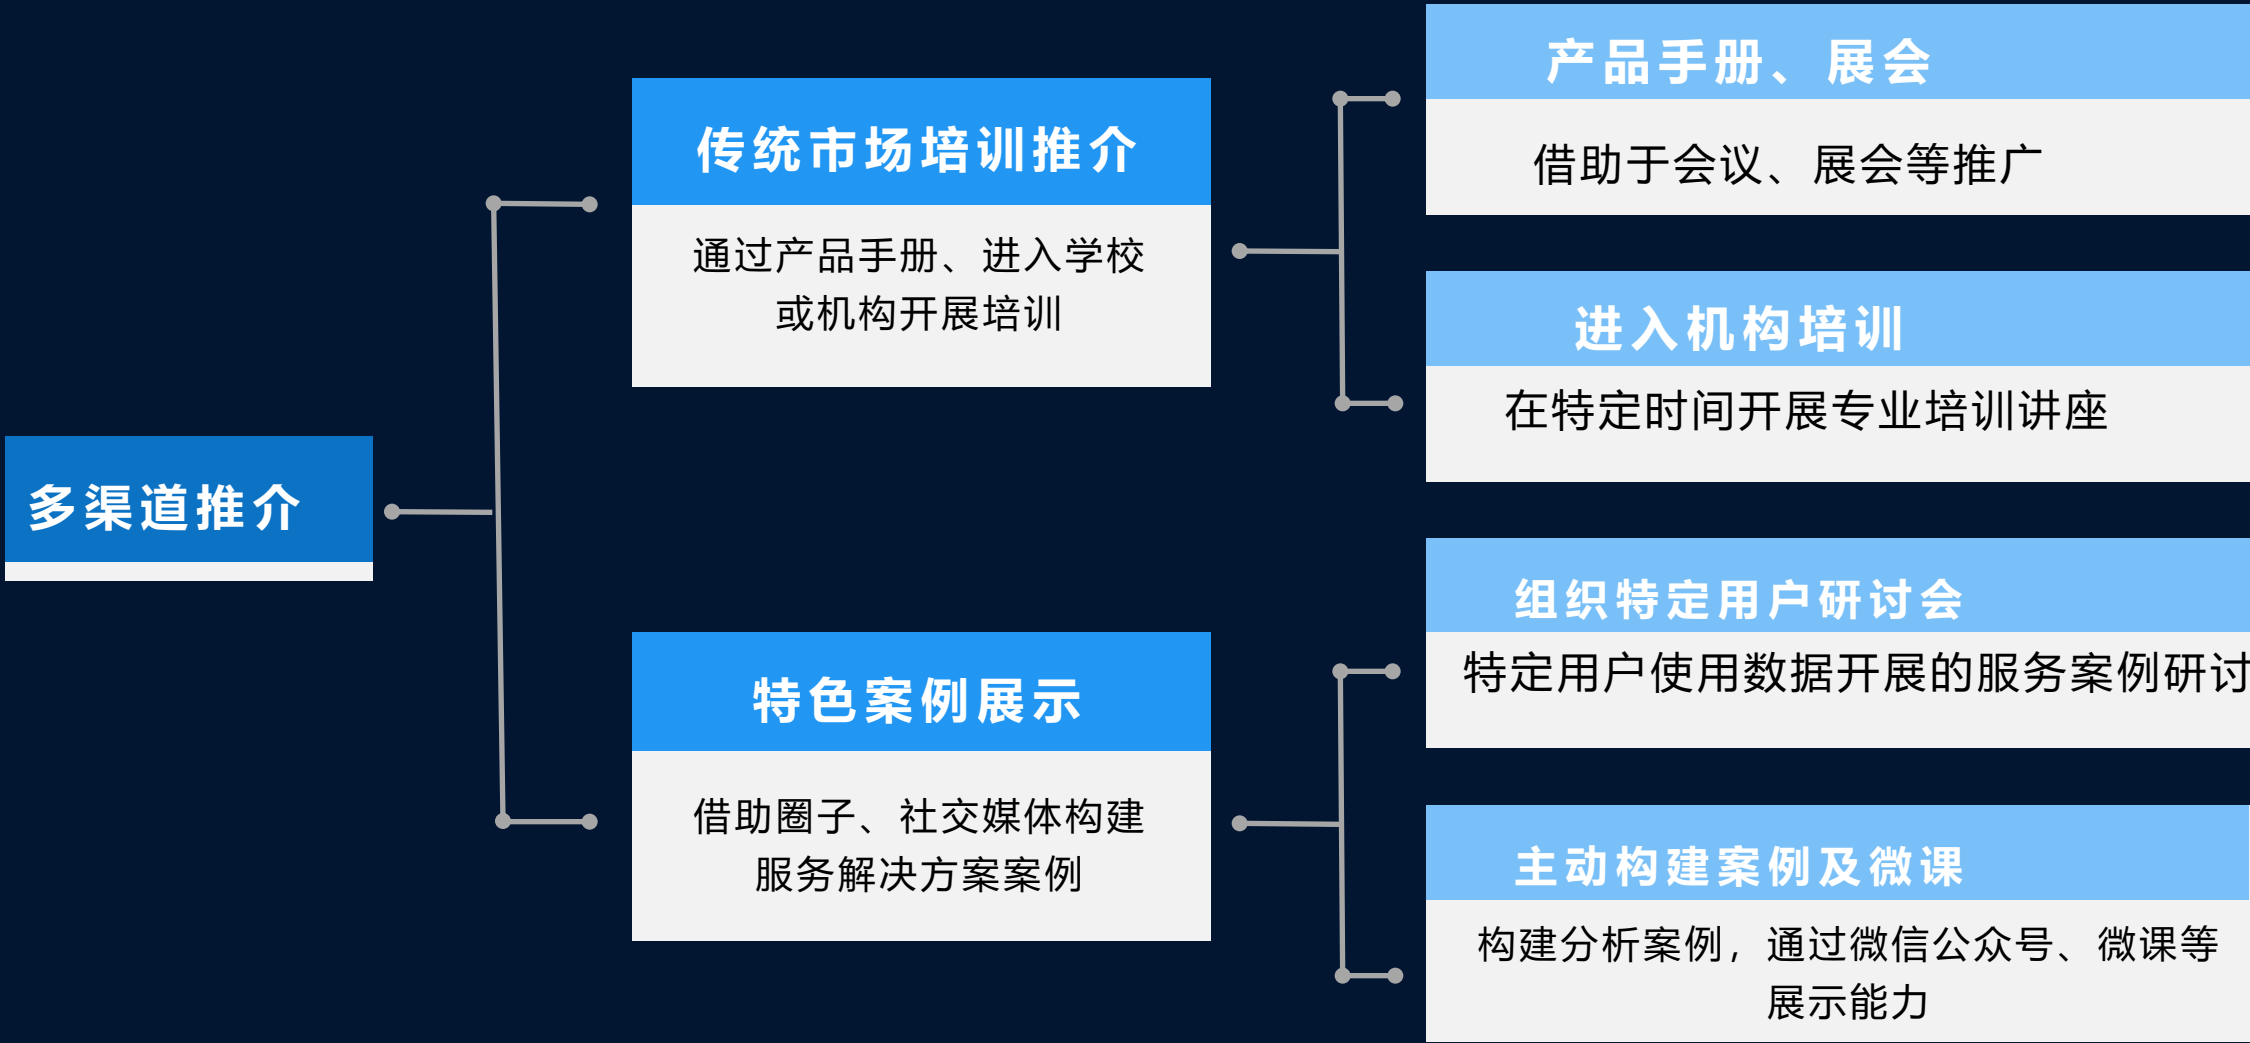 多渠道推介
传统市场培训推介
通过产品手册、进入学校
或机构开展培训
产品手册、展会
借助于会议、展会等推广
进入机构培训
在特定时间开展专业培训讲座
特色案例展示
借助圈子、社交媒体构建
服务解决方案案例
组织特定用户研讨会
特定用户使用数据开展的服务案例研讨
主动构建案例及微课
构建分析案例，通过微信公众号、微课等
展示能力